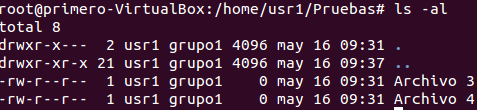 root@primero-VirtualBox:/home/usr1/Pruebas# ls -al
total 8
drwxr-x---  2 usr1 grupo1 4096 may 16 09:31 .
drwxr-xr-x 21 usr1 grupo1 4096 may 16 09:37 ..
-rw-r--r--  1 usr1 grupo1    0 may 16 09:31 Archivo 3
-rw-r--r--  1 usr1 grupo1    0 may 16 09:31 Archivo 4